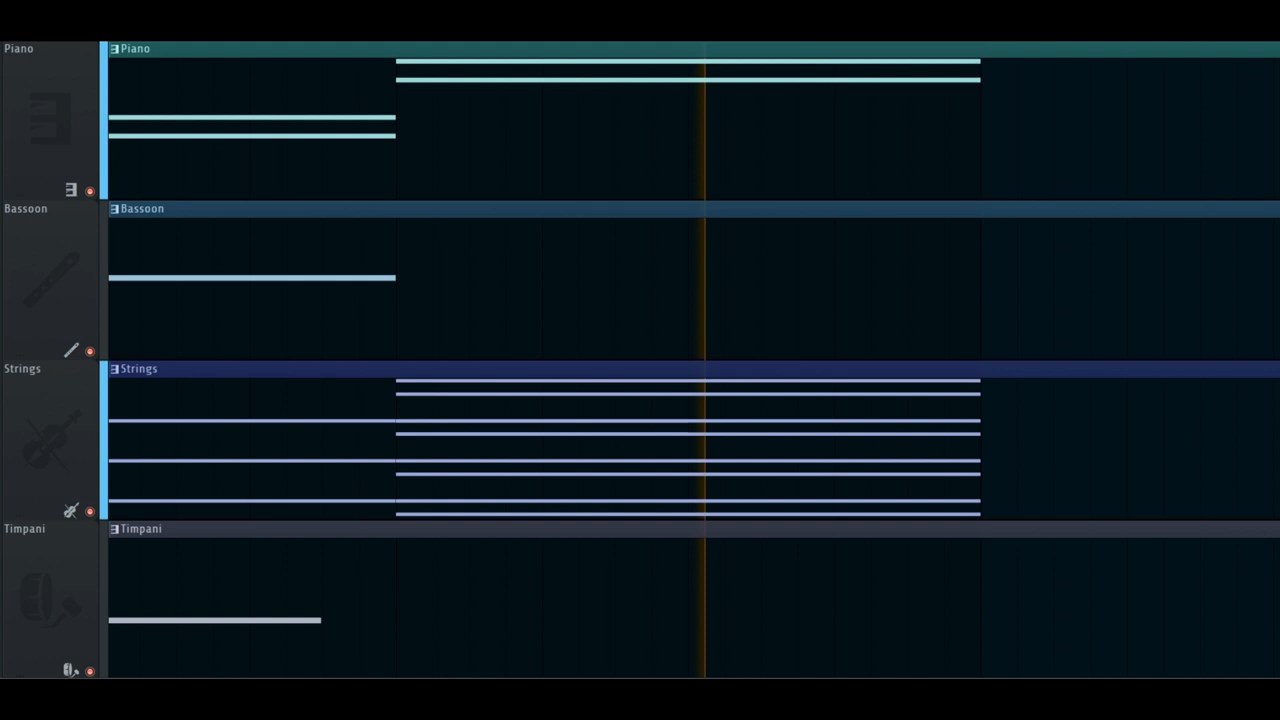 Piano
Piano
Bassoon
Bassoon
Strings
Strings
Timpani
Timpani